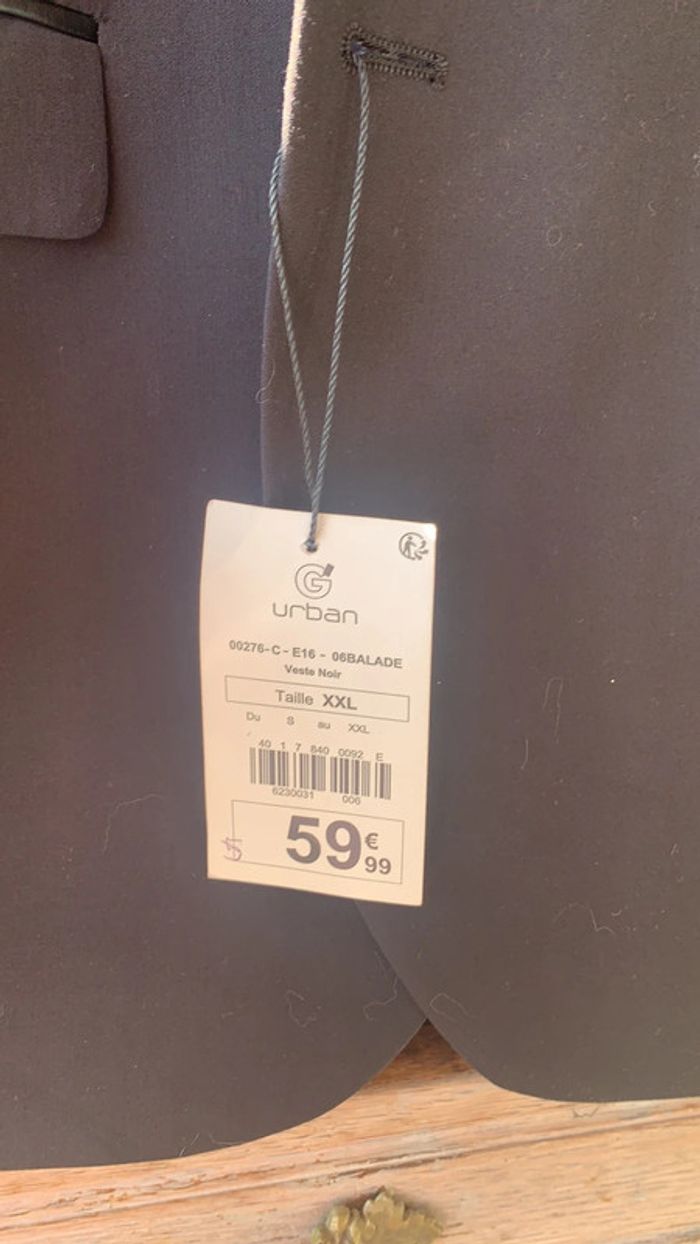 G
urban
00276-C-E16 - 06BALADE
Veste Noir
Taille XXL
Du S au XXL
40 1 7 840 0092 E
6230031 006
59€99